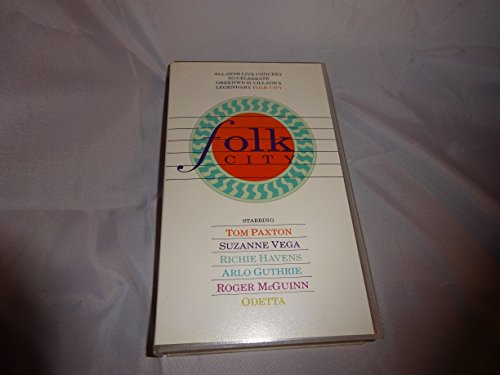 ALL-STAR LIVE CONCERT
TO CELEBRATE
GREENWICH VILLAGE'S
LEGENDARY FOLK CITY
folk
CITY
STARRING
TOM PAXTON
SUZANNE VEGA
RICHIE HAVENS
ARLO GUTHRIE
ROGER MCGUINN
ODETTA